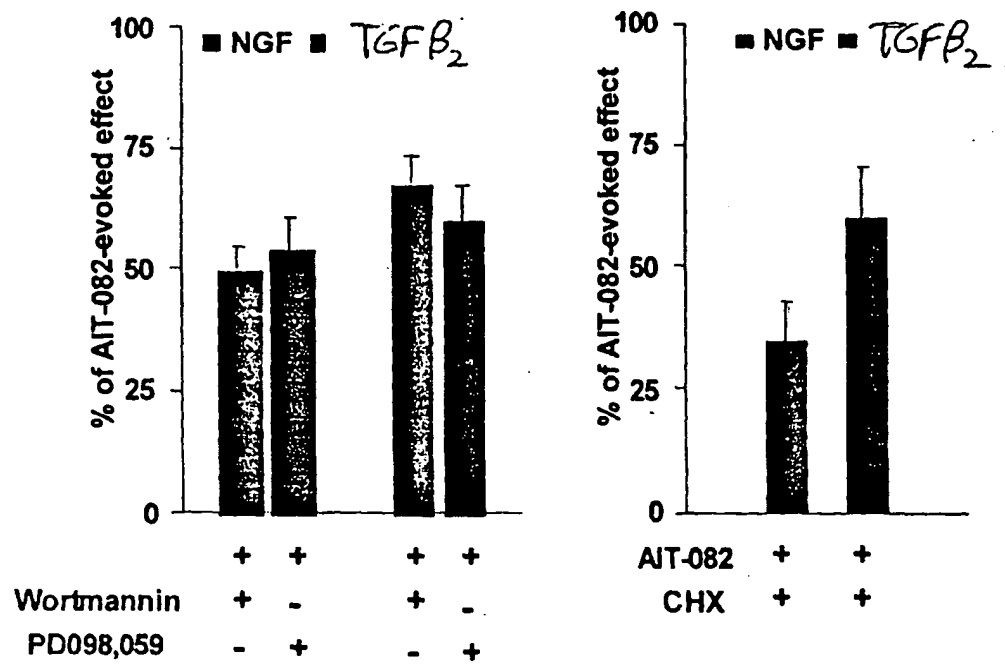 100
■ NGF ■ TGFβ₂
75
50
25
0
% of AIT-082-evoked effect
+ + + +
Wortmannin + - + -
PD098,059 - + - +
100
■ NGF ■ TGFβ₂
75
50
25
0
% of AIT-082-evoked effect
AIT-082 + +
CHX + +